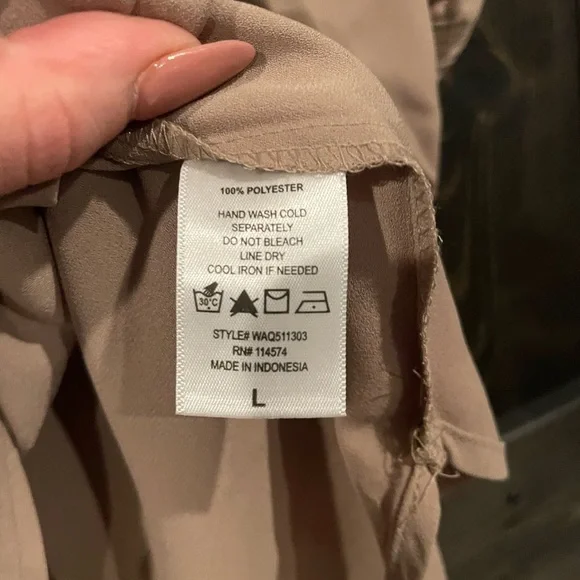 100% POLYESTER
HAND WASH COLD
SEPARATELY
DO NOT BLEACH
LINE DRY
COOL IRON IF NEEDED
30°C
STYLE# WAQ511303
RN# 114574
MADE IN INDONESIA
L